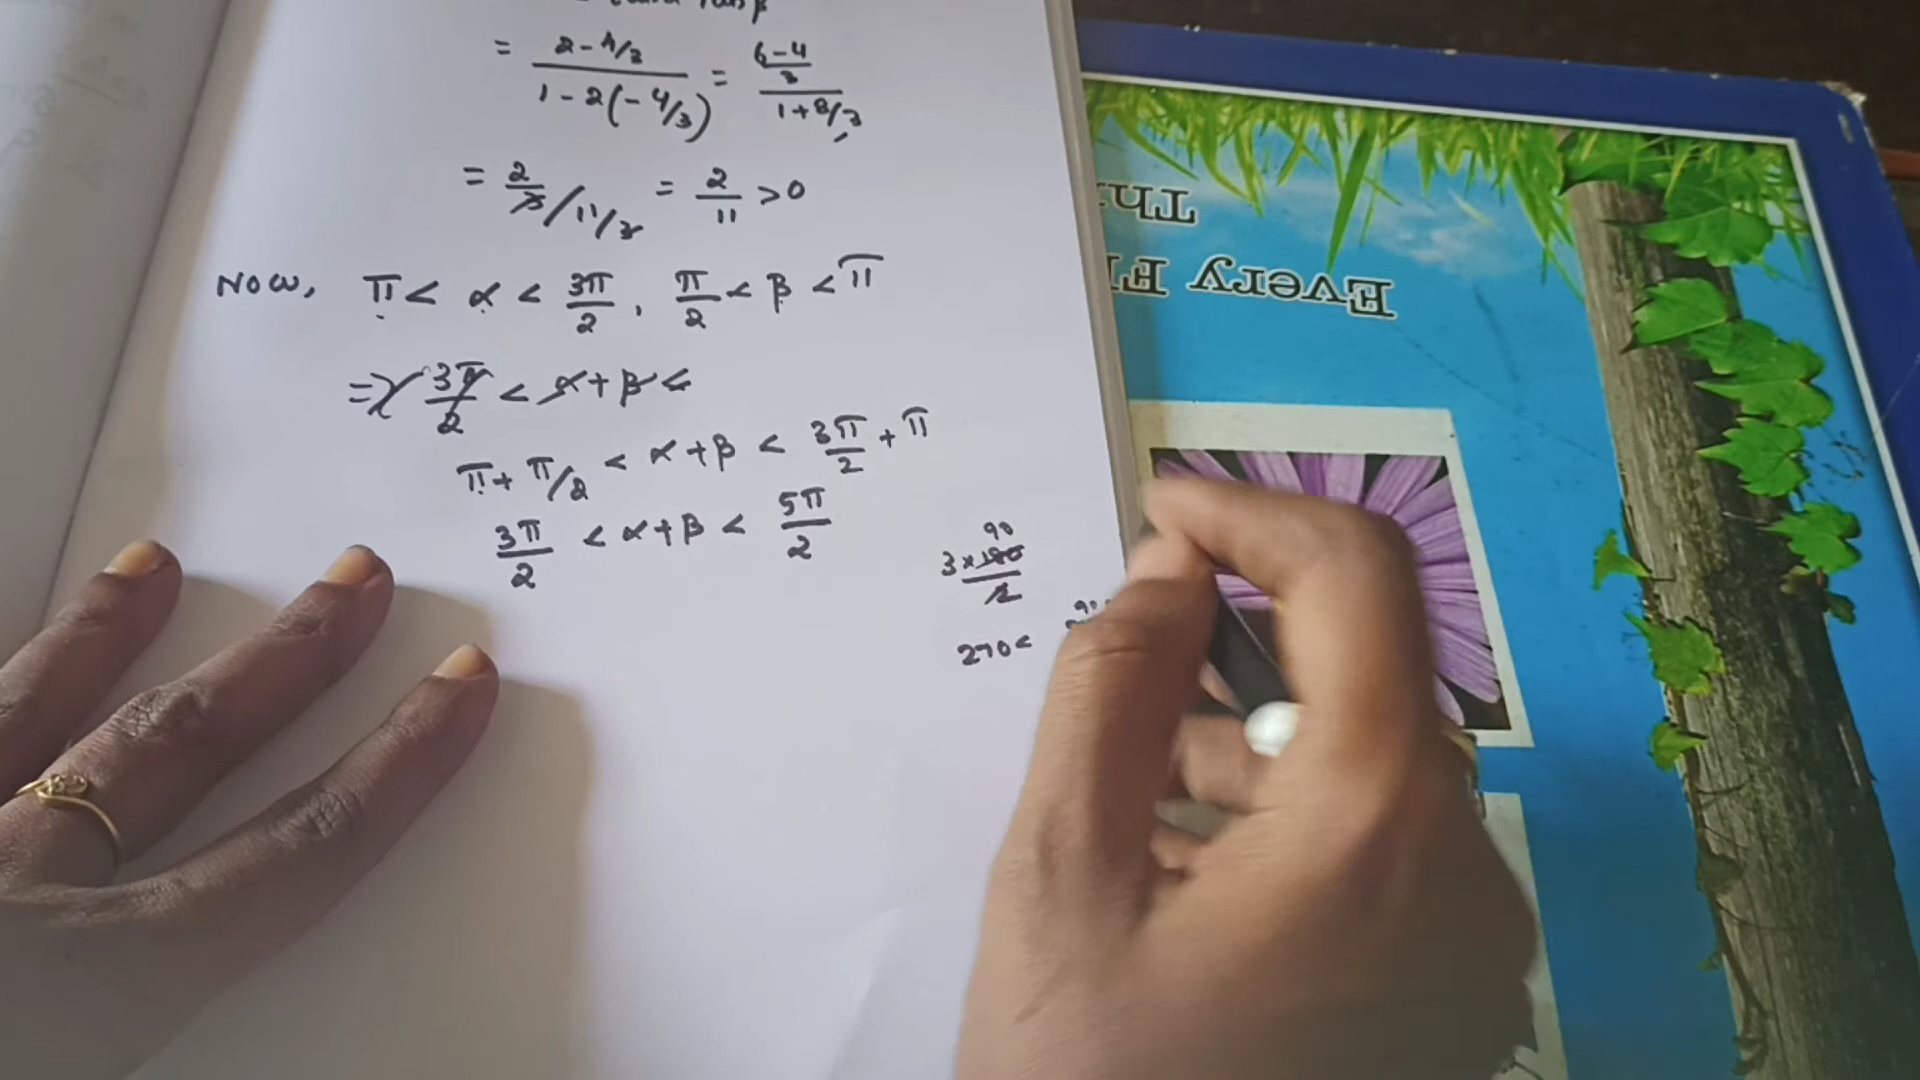 = 2-4/3 / 1-2(-4/3) = 6-4/3 / 1+8/3
= 2/3 / 11/3 = 2/11 >0
Now, π < α < 3π/2, π/2 < β < π
=> 3π/2 < α+β <
π+π/2 < α+β < 3π/2 + π
3π/2 < α+β < 5π/2
90
3×180/2
90
270<
Every